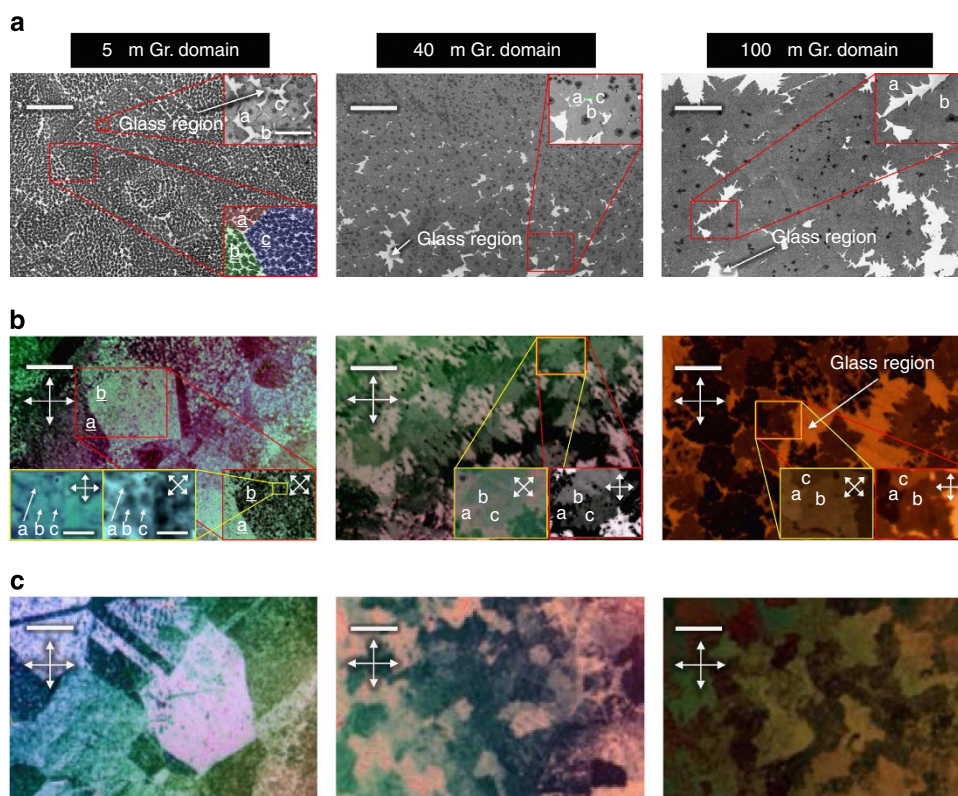 a
5 m Gr. domain
40 m Gr. domain
100 m Gr. domain
c
Glass region
a
b
a
c
b
a c
b
Glass region
a
b
Glass region
b
b
a
a b c
a b c
b
a
b
a c
b
a c
Glass region
c
a b
c
a b
c